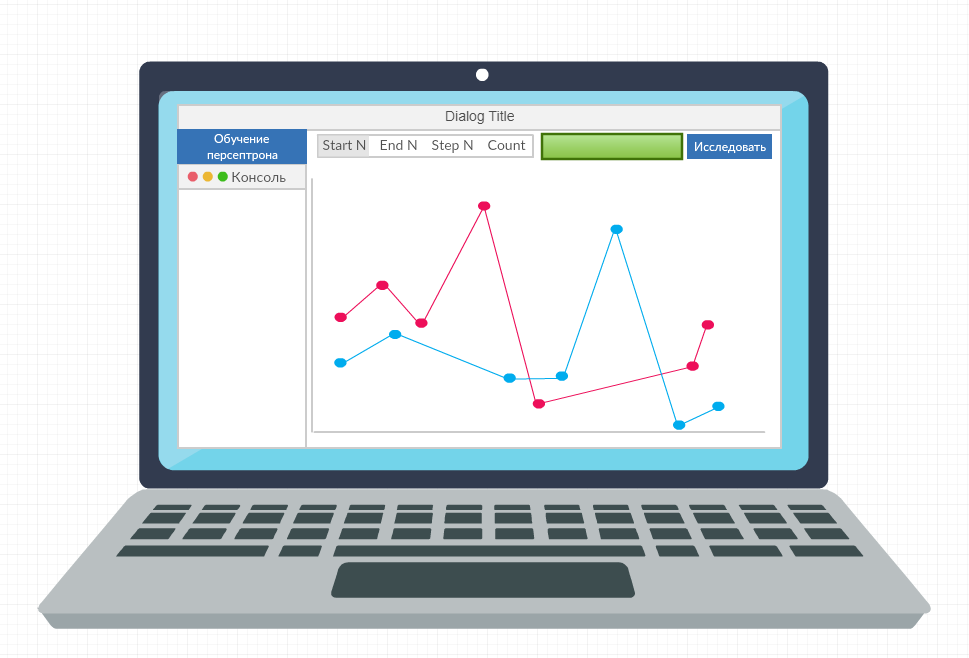 Dialog Title
Обучение
персептрона
Start N End N Step N Count
Исследовать
Консоль